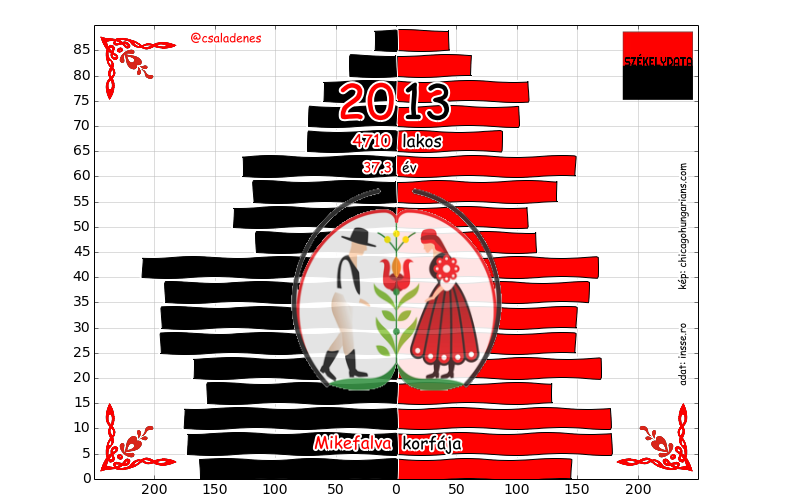 @csaladenes
SZÉKELYDATA
2013
4710 lakos
37.3 év
kép: chicagohungarians.com
adat: insse.ro
Mikefalva korfája
85
80
75
70
65
60
55
50
45
40
35
30
25
20
15
10
5
0
200 150 100 50 0 50 100 150 200